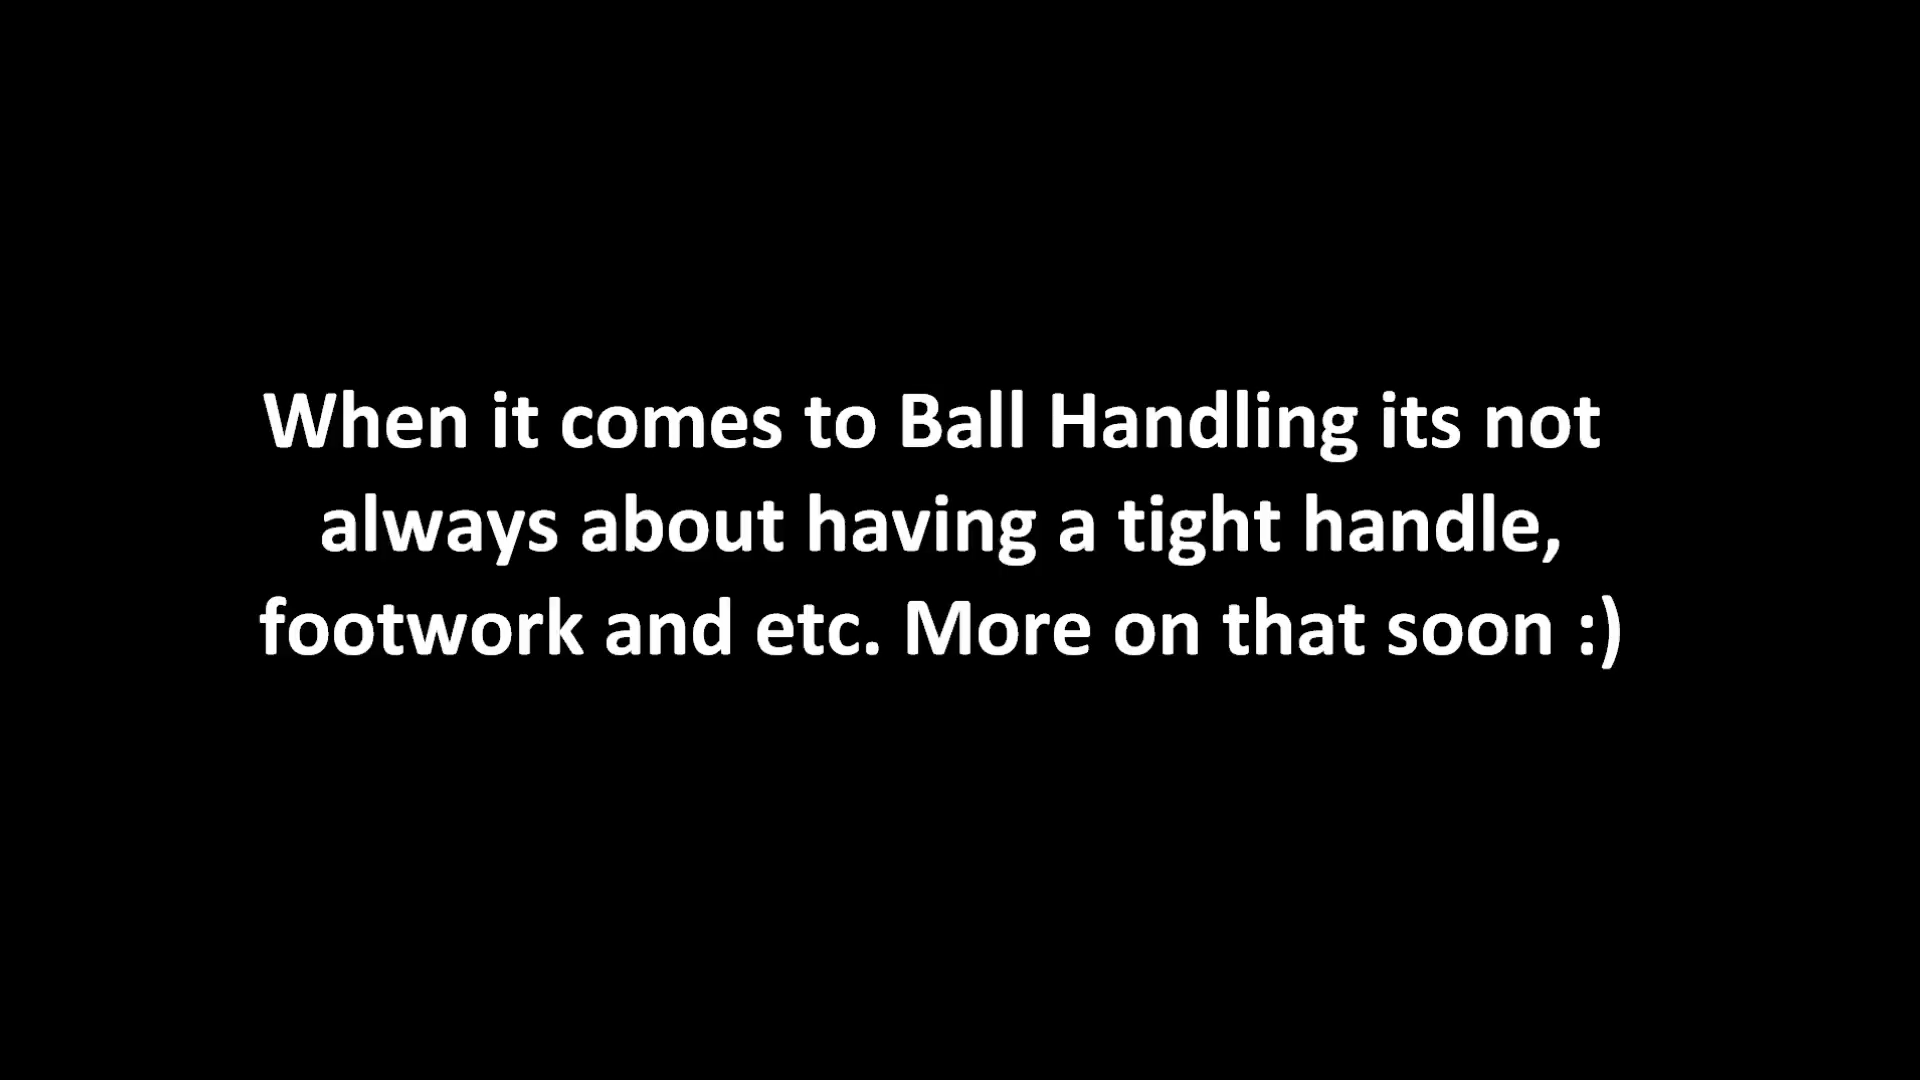 When it comes to Ball Handling its not
always about having a tight handle,
footwork and etc. More on that soon :)